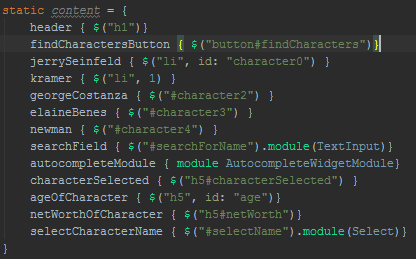 static content = {
header { $("h1")}
findCharactersButton { $("button#findCharacters")}
jerrySeinfeld { $("li", id: "character0") }
kramer { $("li", 1) }
georgeCostanza { $("#character2") }
elaineBenes { $("#character3") }
newman { $("#character4") }
searchField { $("#searchForName").module(TextInput)}
autocompleteModule { module AutocompleteWidgetModule}
characterSelected { $("h5#characterSelected") }
ageOfCharacter { $("h5", id: "age")}
netWorthOfCharacter { $("h5#netWorth")}
selectCharacterName { $("#selectName").module(Select)}
}